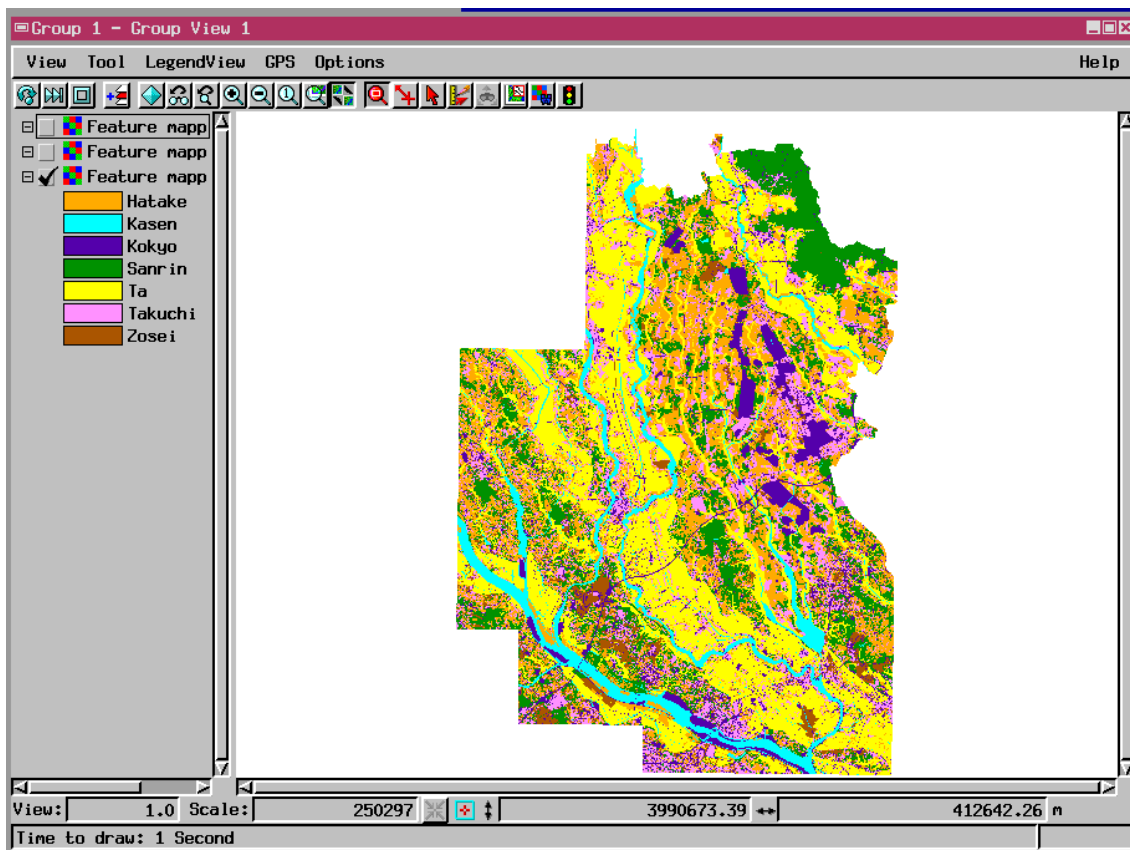 Group 1 - Group View 1
View Tool LegendView GPS Options Help
Feature mapp
Feature mapp
Feature mapp
Hatake
Kasen
Kokyo
Sanrin
Ta
Takuchi
Zosei
View: 1.0 Scale: 250297 3990673.39 412642.26 m
Time to draw: 1 Second